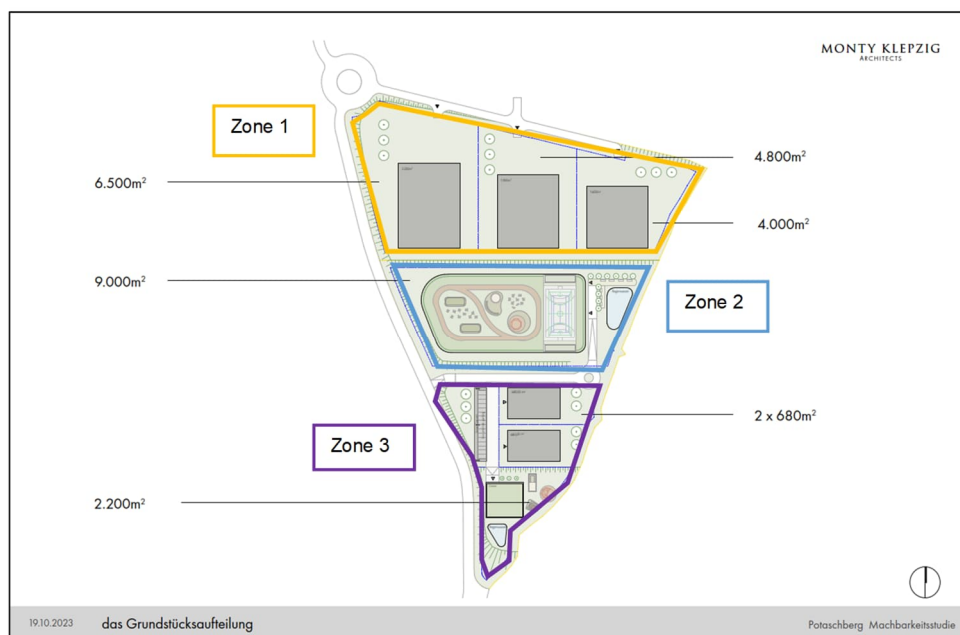 MONTY KLEPZIG
ARCHITECTS
Zone 1
4.800m²
6.500m²
4.000m²
9.000m²
Zone 2
2 x 680m²
Zone 3
2.200m²
19.10.2023 das Grundstücksaufteilung
Potaschberg Machbarkeitsstudie